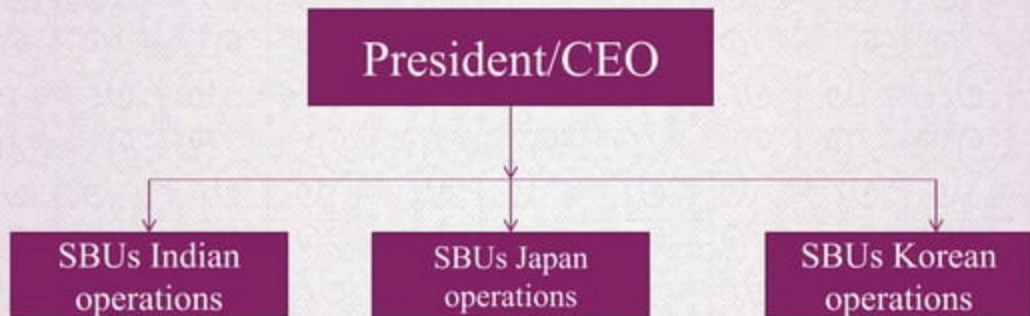 President/CEO
SBUs Indian
operations
SBUs Japan
operations
SBUs Korean
operations